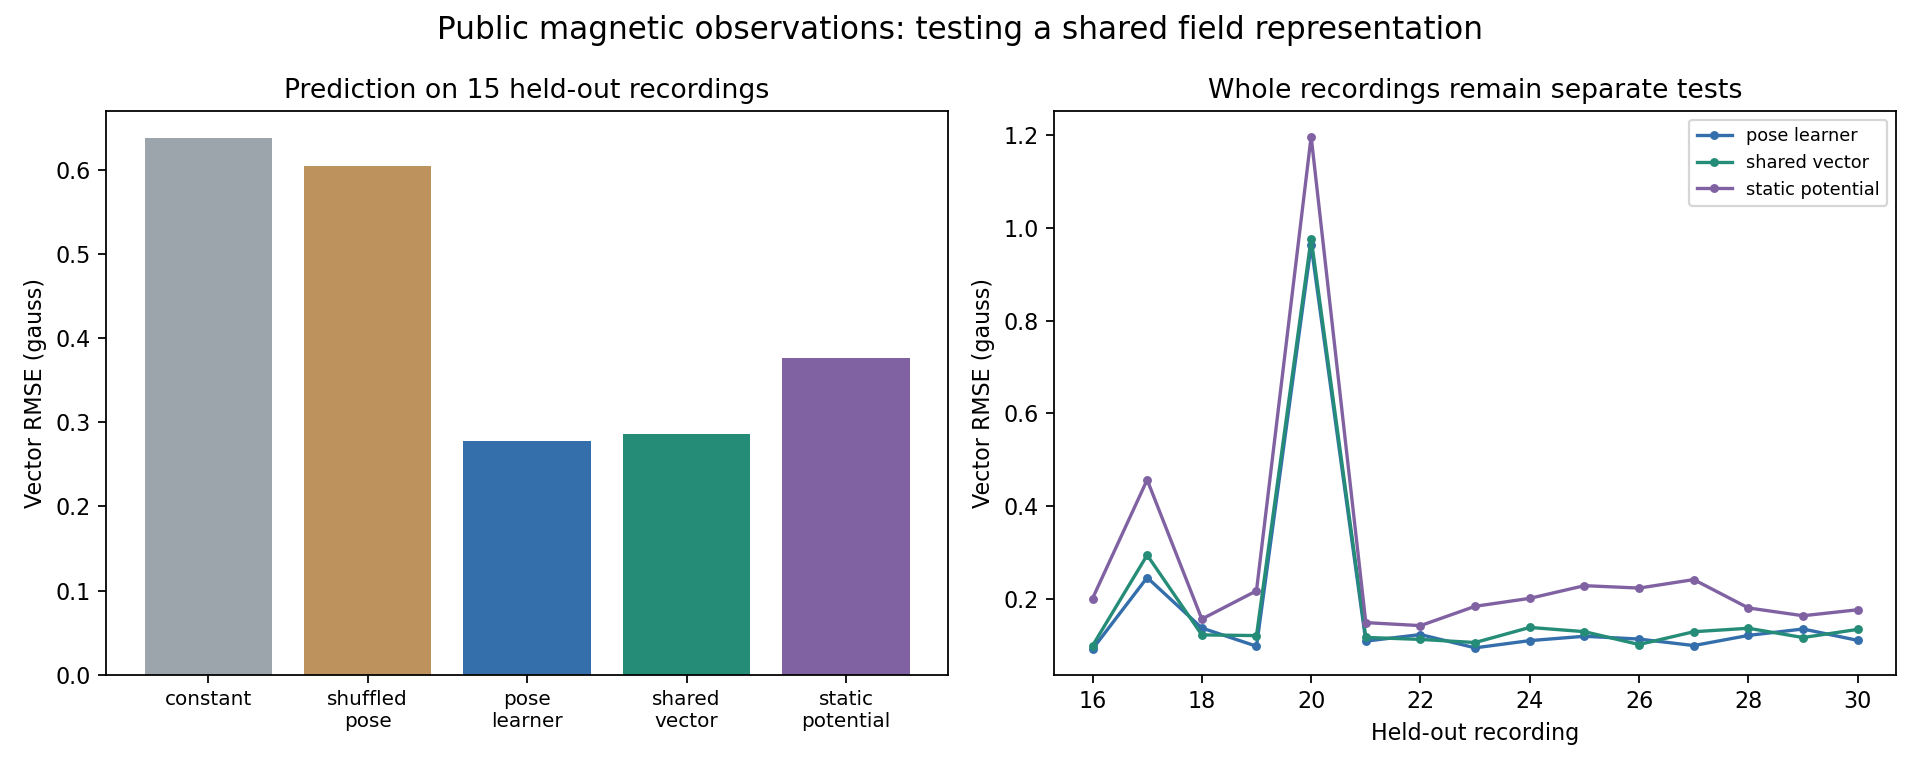 Public magnetic observations: testing a shared field representation
Prediction on 15 held-out recordings
Vector RMSE (gauss)
0.6
0.5
0.4
0.3
0.2
0.1
0.0
constant
shuffled
pose
pose
learner
shared
vector
static
potential
Whole recordings remain separate tests
Vector RMSE (gauss)
1.2
1.0
0.8
0.6
0.4
0.2
pose learner
shared vector
static potential
16 18 20 22 24 26 28 30
Held-out recording